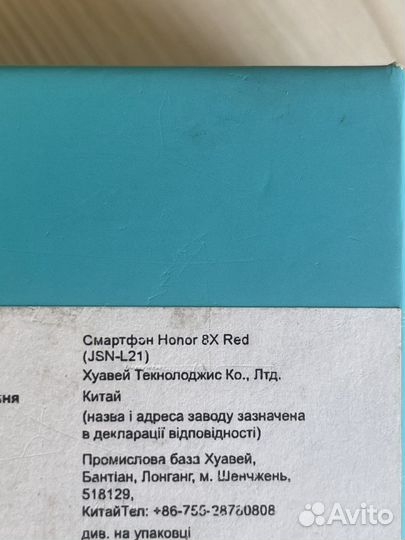 Смартфон Honor 8X Red
(JSN-L21)
Хуавей Текнолоджис Ко., Лтд.
Китай
(назва і адреса заводу зазначена
в декларації відповідності)
Промислова база Хуавей,
Бантіан, Лонганг, м. Шенчжень,
518129,
КитайТел: +86-755-28780808
див. на упаковці
Avito